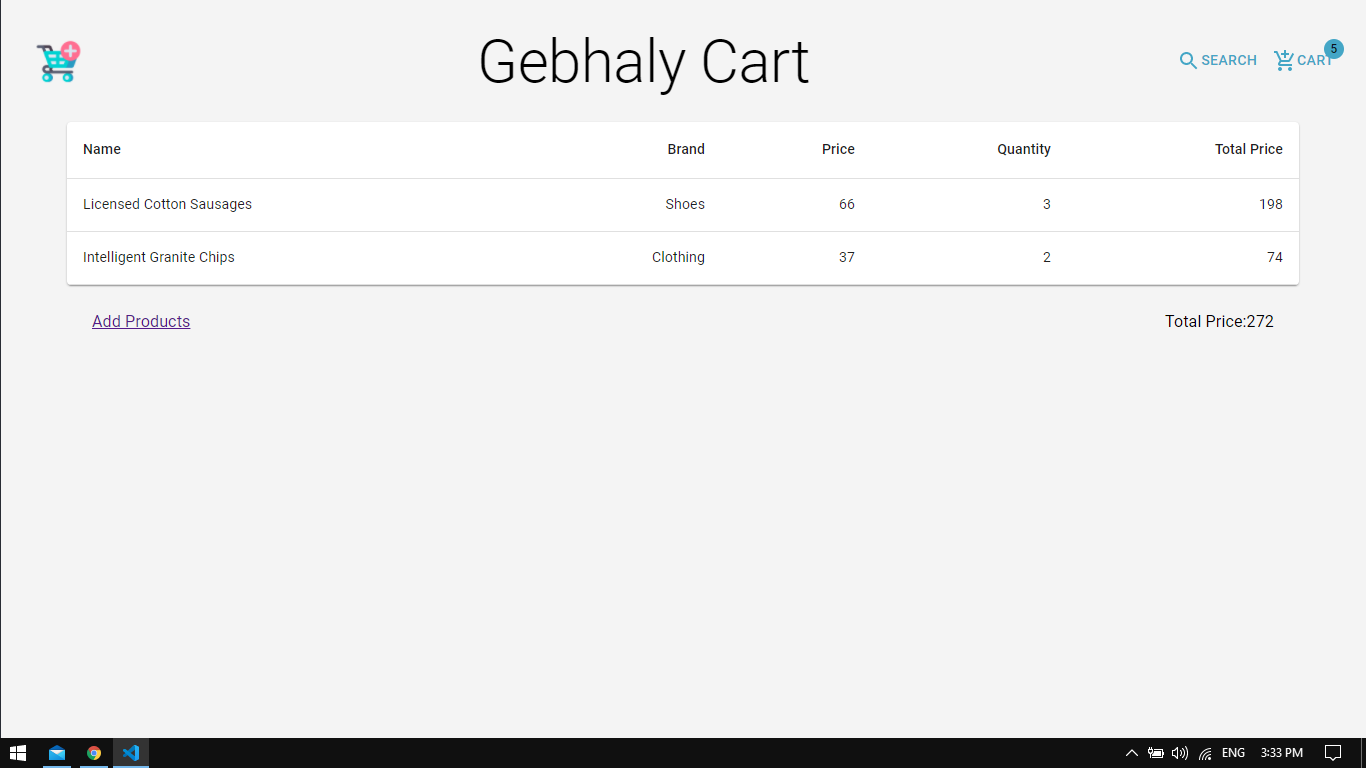 Gebhaly Cart
SEARCH CART 5
Name Brand Price Quantity Total Price
Licensed Cotton Sausages Shoes 66 3 198
Intelligent Granite Chips Clothing 37 2 74
Add Products Total Price:272
ENG 3:33 PM